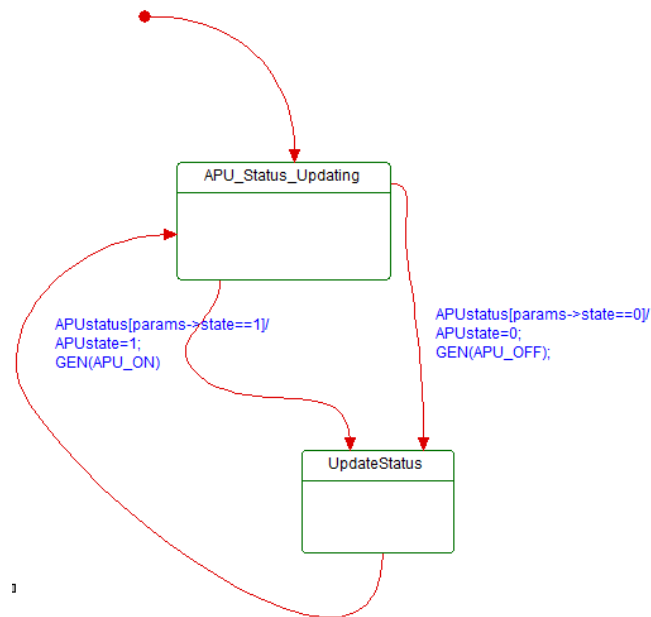 APU_Status_Updating
APUstatus[params->state==1]/
APUstate=1;
GEN(APU_ON)
APUstatus[params->state==0]/
APUstate=0;
GEN(APU_OFF);
UpdateStatus